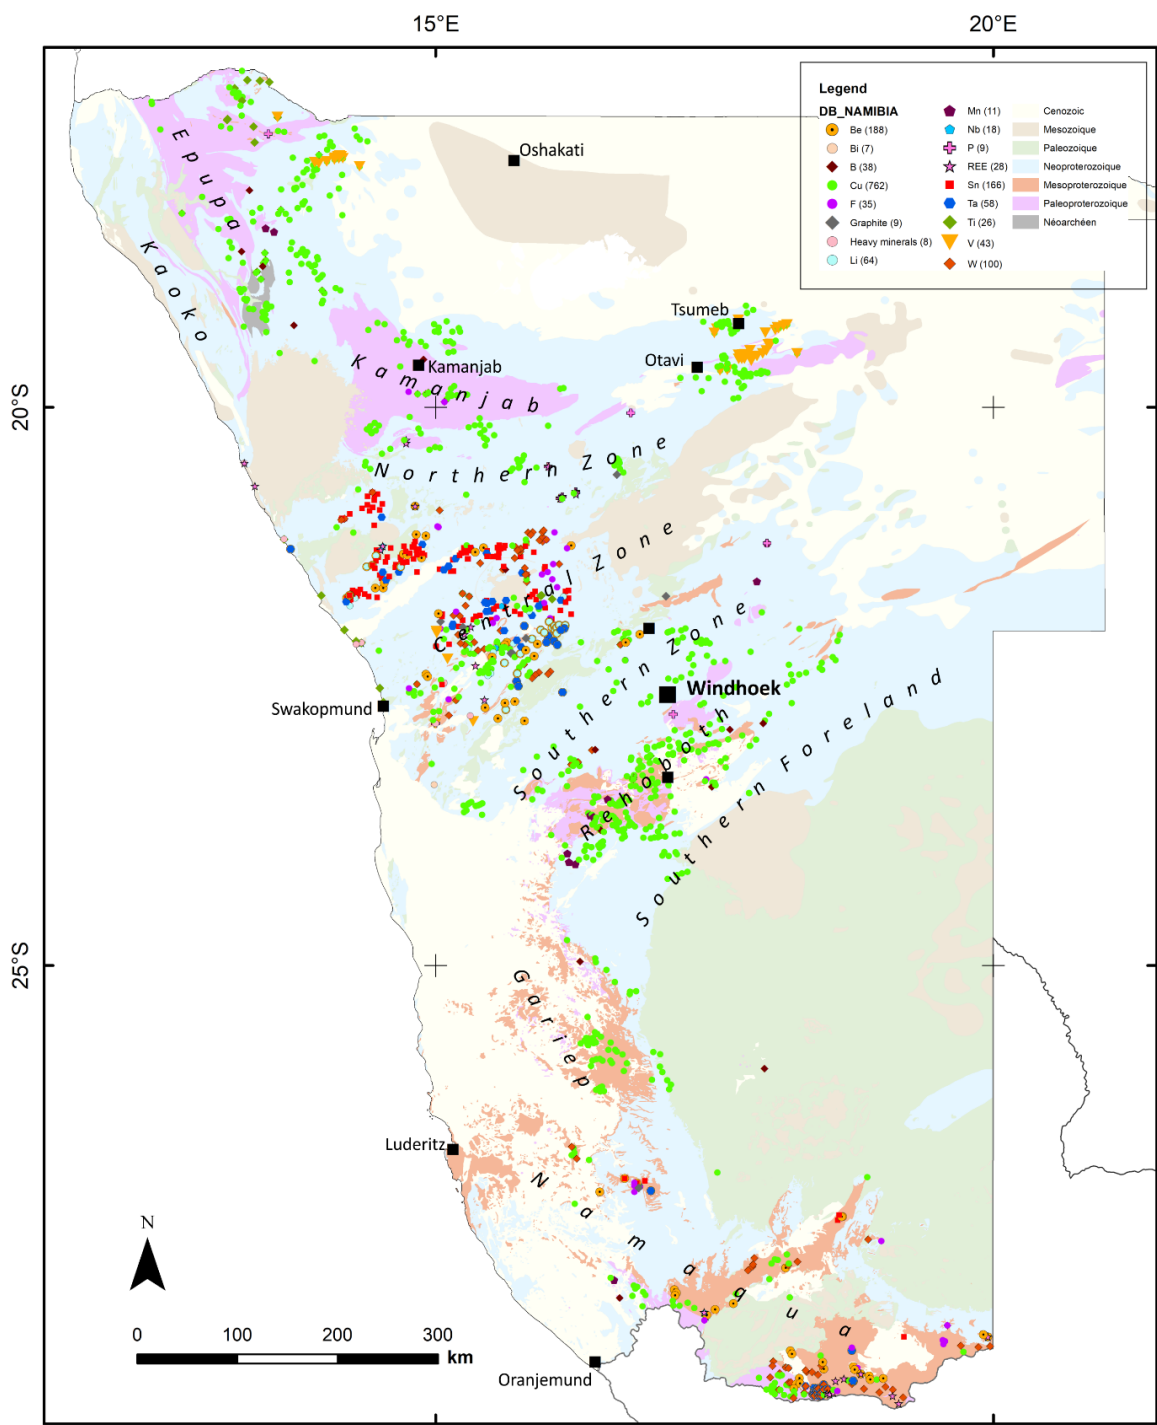 15°E 20°E
Legend
DB_NAMIBIA
Be (188)
Bi (7)
B (38)
Cu (762)
F (35)
Graphite (9)
Heavy minerals (8)
Li (64)
Mn (11)
Nb (18)
P (9)
REE (28)
Sn (166)
Ta (58)
Ti (26)
V (43)
W (100)
Cenozoic
Mesozoique
Paleozoique
Neoproterozoique
Mesoproterozoique
Paleoproterozoique
Néoarchéen
Epupa
Kaoko
Oshakati
Tsumeb
Otavi
Kamanjab
Kamanjab
20°S
Northern Zone
Central Zone
Southern Zone
Windhoek
Swakopmund
Rehoboth
Southern Foreland
25°S
Gariep
Luderitz
Namaqua
N
0 100 200 300
km
Oranjemund